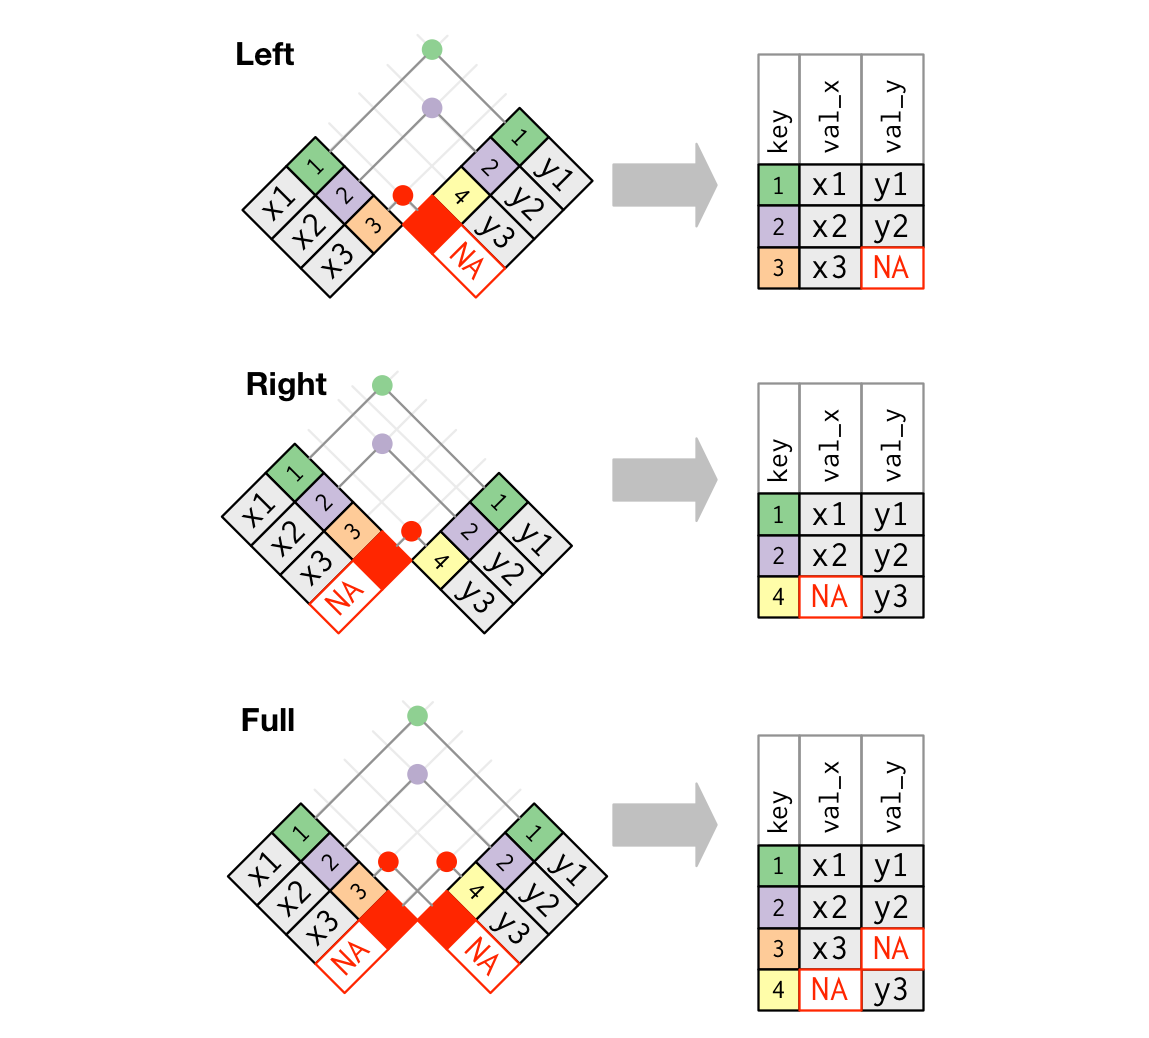 Left
1 2 3
x1 x2 x3
1 2 4
y1 y2 y3
NA
key val_x val_y
1 x1 y1
2 x2 y2
3 x3 NA
Right
1 2 3
x1 x2 x3
NA
1 2 4
y1 y2 y3
key val_x val_y
1 x1 y1
2 x2 y2
4 NA y3
Full
1 2 3
x1 x2 x3
NA
1 2 4
y1 y2 y3
NA
key val_x val_y
1 x1 y1
2 x2 y2
3 x3 NA
4 NA y3